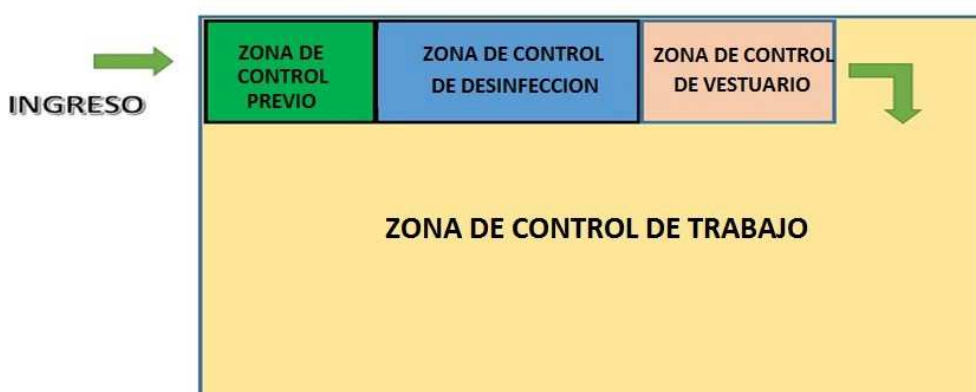 INGRESO
ZONA DE
CONTROL
PREVIO
ZONA DE CONTROL
DE DESINFECCION
ZONA DE CONTROL
DE VESTUARIO
ZONA DE CONTROL DE TRABAJO